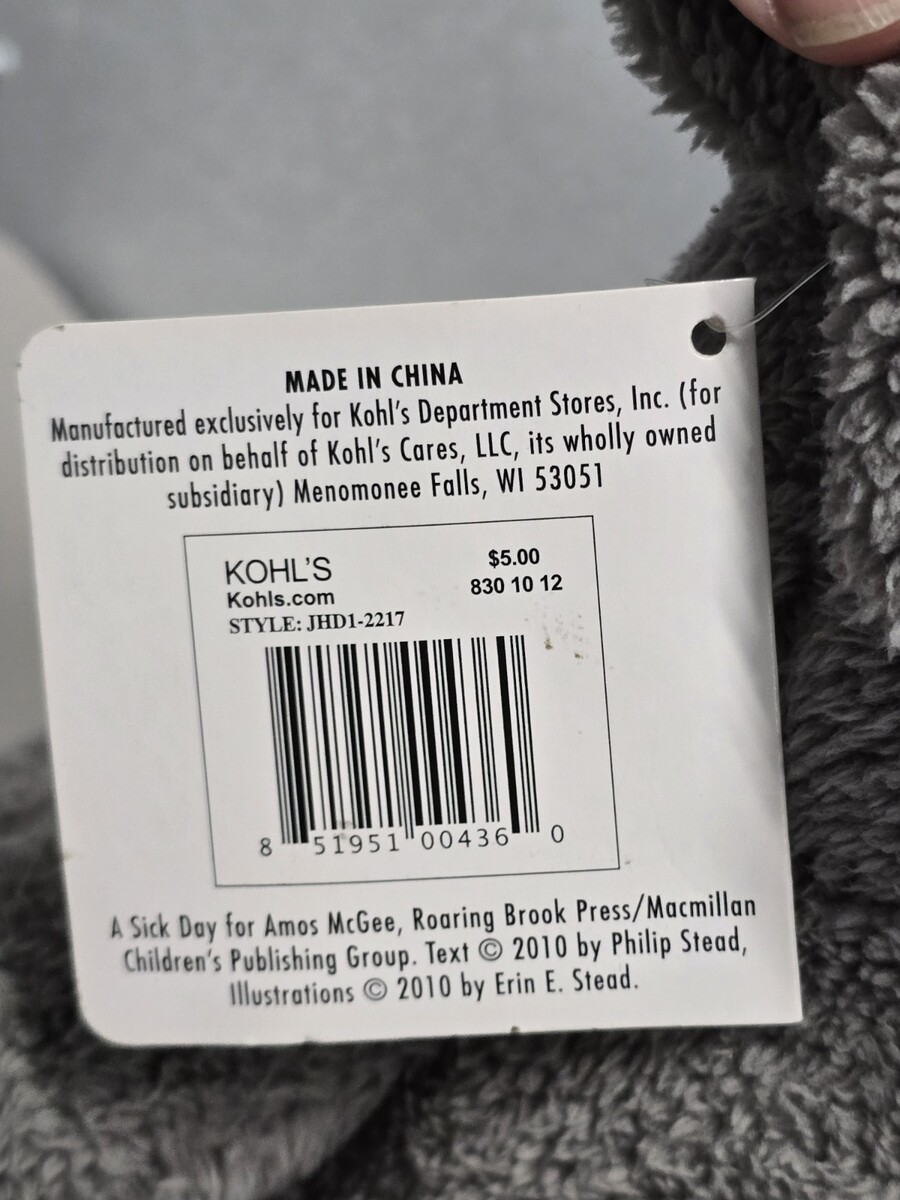 MADE IN CHINA
Manufactured exclusively for Kohl's Department Stores, Inc. (for
distribution on behalf of Kohl's Cares, LLC, its wholly owned
subsidiary) Menomonee Falls, WI 53051
KOHL'S
$5.00
Kohls.com
830 10 12
STYLE: JHD1-2217
8 51951 00436 0
A Sick Day for Amos McGee, Roaring Brook Press/Macmillan
Children's Publishing Group. Text © 2010 by Philip Stead,
Illustrations © 2010 by Erin E. Stead.